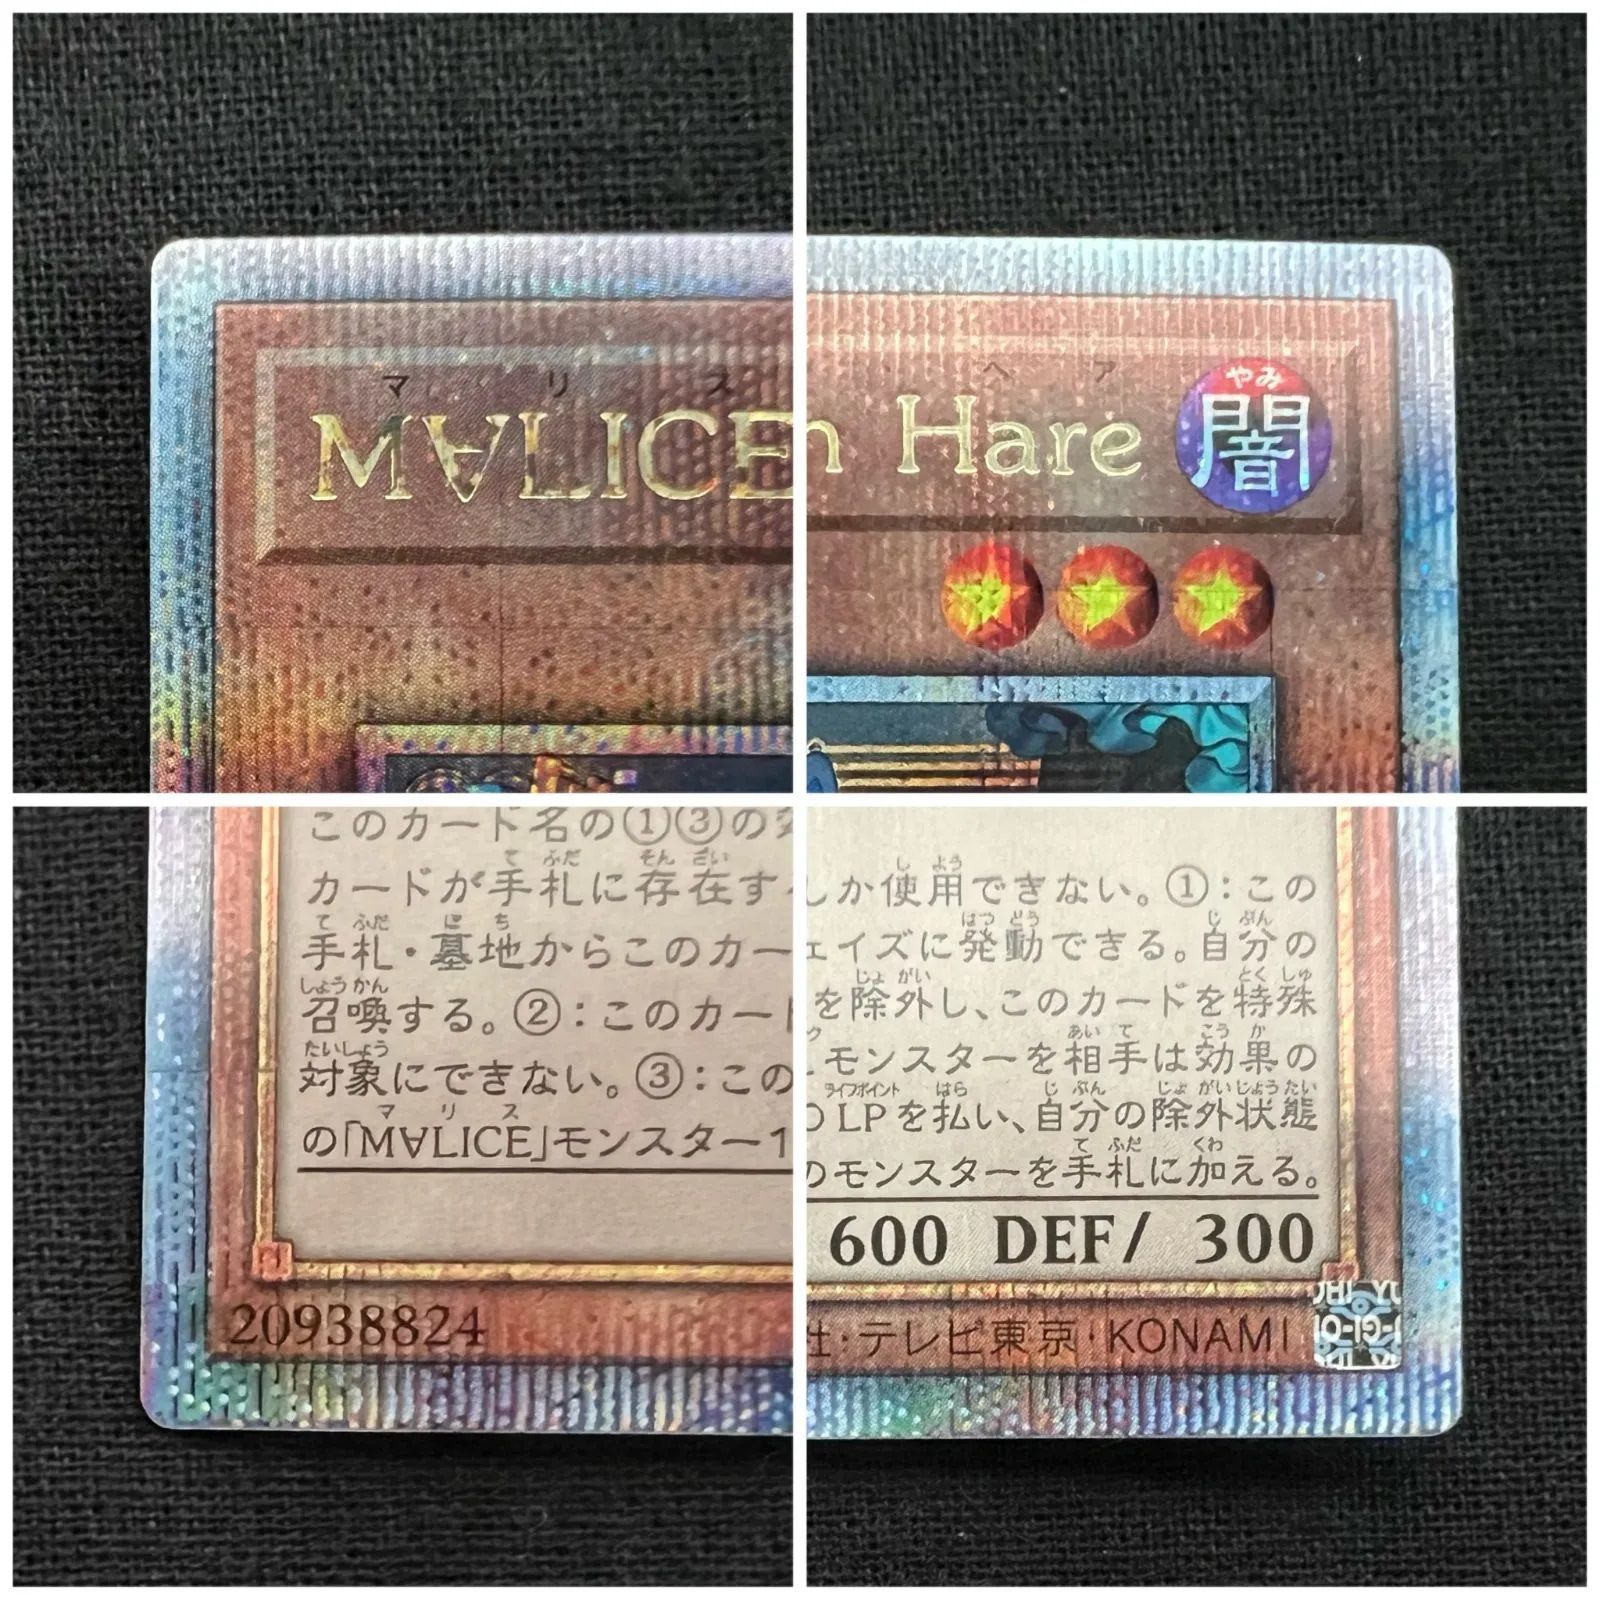 マリス
MɐLICE
ヘア
n Hare
やみ
闇
このカード名の①③の
カードが手札に存在す
手札・墓地からこのカー
召喚する。②：このカード
対象にできない。③：この
の「M∀LICE」モンスター1
20938824
しか使用できない。①：この
ェイズに発動できる。自分の
を除外し、このカードを特殊
モンスターを相手は効果の
0 LPを払い、自分の除外状態
のモンスターを手札に加える。
600 DEF/ 300
社・テレビ東京・KONAMI